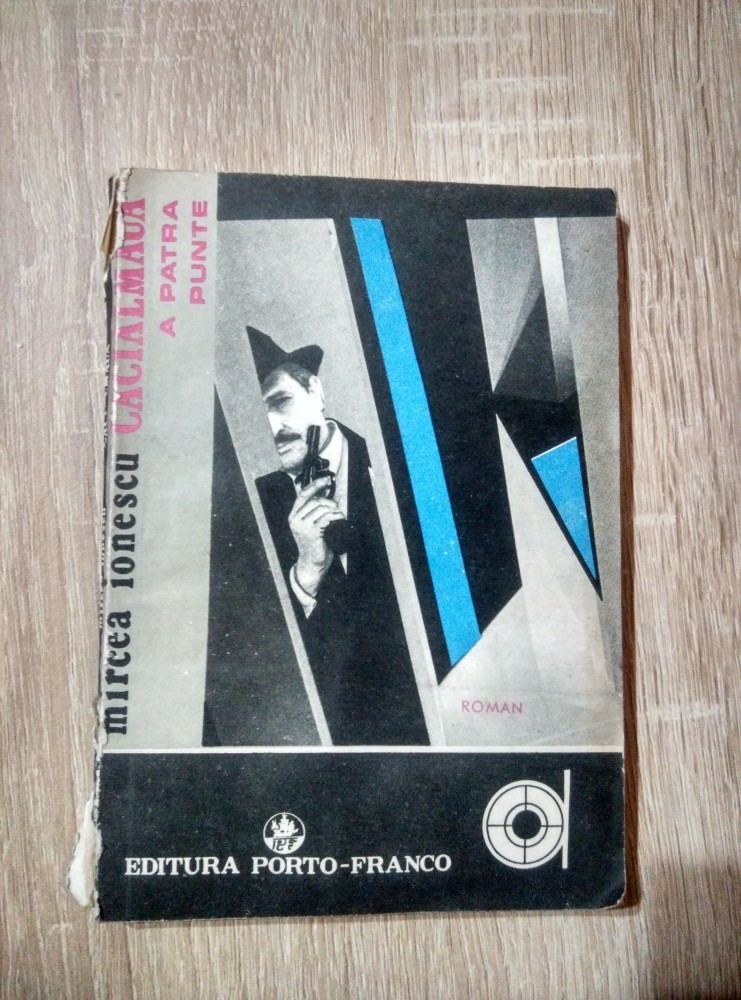 mircea ionescu CACIALMAUA
A PATRA
PUNTE
ROMAN
EDITURA PORTO-FRANCO